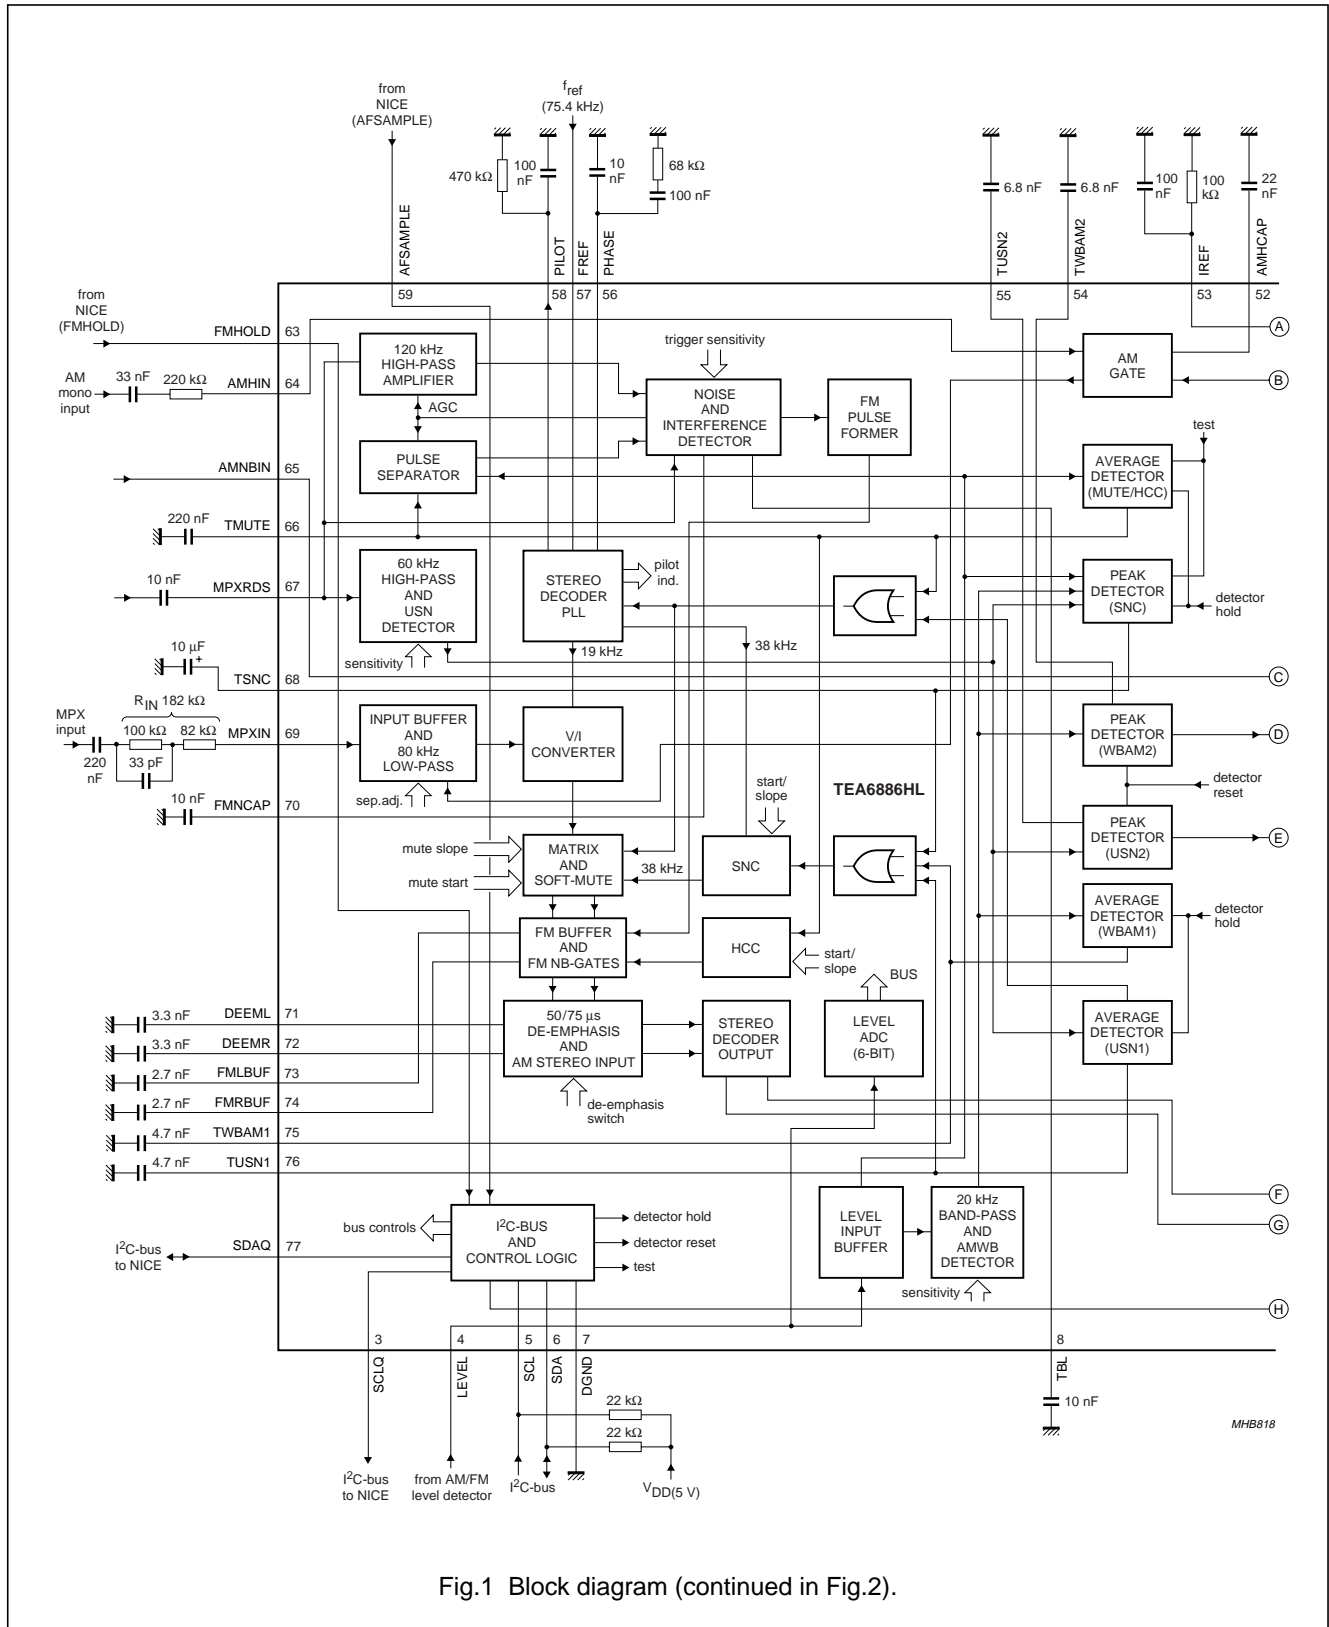 from
NICE
(AFSAMPLE)
fref
(75.4 kHz)
470 kΩ
100
nF
10
nF
68 kΩ
100 nF
6.8 nF
6.8 nF
100
nF
100
kΩ
22
nF
AFSAMPLE
PILOT
FREF
PHASE
TUSN2
TWBAM2
IREF
AMHCAP
59
58
57
56
55
54
53
52
from
NICE
(FMHOLD)
FMHOLD
63
A
AM
mono
input
33 nF
220 kΩ
AMHIN
64
120 kHz
HIGH-PASS
AMPLIFIER
trigger sensitivity
AM
GATE
B
AGC
NOISE
AND
INTERFERENCE
DETECTOR
FM
PULSE
FORMER
test
PULSE
SEPARATOR
AVERAGE
DETECTOR
(MUTE/HCC)
AMNBIN
65
220 nF
TMUTE
66
60 kHz
HIGH-PASS
AND
USN
DETECTOR
sensitivity
STEREO
DECODER
PLL
pilot
ind.
PEAK
DETECTOR
(SNC)
detector
hold
10 nF
MPXRDS
67
19 kHz
38 kHz
10 µF
+
TSNC
68
C
MPX
input
RIN 182 kΩ
100 kΩ
82 kΩ
33 pF
220
nF
MPXIN
69
INPUT BUFFER
AND
80 kHz
LOW-PASS
sep.adj.
V/I
CONVERTER
PEAK
DETECTOR
(WBAM2)
D
detector
reset
start/
slope
TEA6886HL
10 nF
FMNCAP
70
PEAK
DETECTOR
(USN2)
E
mute slope
mute start
MATRIX
AND
SOFT-MUTE
38 kHz
SNC
AVERAGE
DETECTOR
(WBAM1)
detector
hold
FM BUFFER
AND
FM NB-GATES
HCC
start/
slope
BUS
3.3 nF
DEEML
71
3.3 nF
DEEMR
72
50/75 µs
DE-EMPHASIS
AND
AM STEREO INPUT
STEREO
DECODER
OUTPUT
LEVEL
ADC
(6-BIT)
AVERAGE
DETECTOR
(USN1)
2.7 nF
FMLBUF
73
2.7 nF
FMRBUF
74
de-emphasis
switch
4.7 nF
TWBAM1
75
4.7 nF
TUSN1
76
F
G
bus controls
I2C-BUS
AND
CONTROL LOGIC
detector hold
detector reset
test
LEVEL
INPUT
BUFFER
20 kHz
BAND-PASS
AND
AMWB
DETECTOR
sensitivity
I2C-bus
to NICE
SDAQ
77
H
3
4
5
6
7
8
SCLQ
LEVEL
SCL
SDA
DGND
TBL
22 kΩ
22 kΩ
10 nF
I2C-bus
to NICE
from AM/FM
level detector
I2C-bus
VDD(5 V)
MHB818
Fig.1 Block diagram (continued in Fig.2).